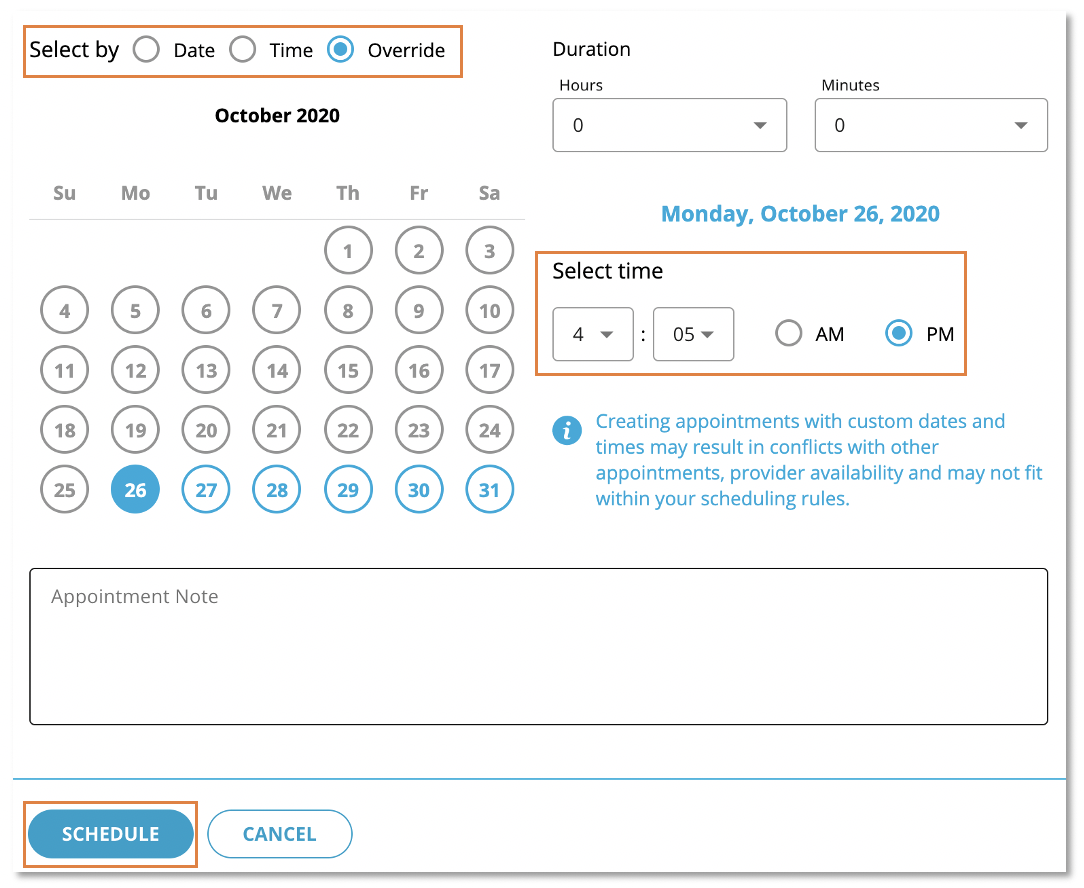 Select by Date Time Override
October 2020
Su Mo Tu We Th Fr Sa
1 2 3
4 5 6 7 8 9 10
11 12 13 14 15 16 17
18 19 20 21 22 23 24
25 26 27 28 29 30 31
Duration
Hours Minutes
0 0
Monday, October 26, 2020
Select time
4 : 05 AM PM
i
Creating appointments with custom dates and
times may result in conflicts with other
appointments, provider availability and may not fit
within your scheduling rules.
Appointment Note
SCHEDULE CANCEL